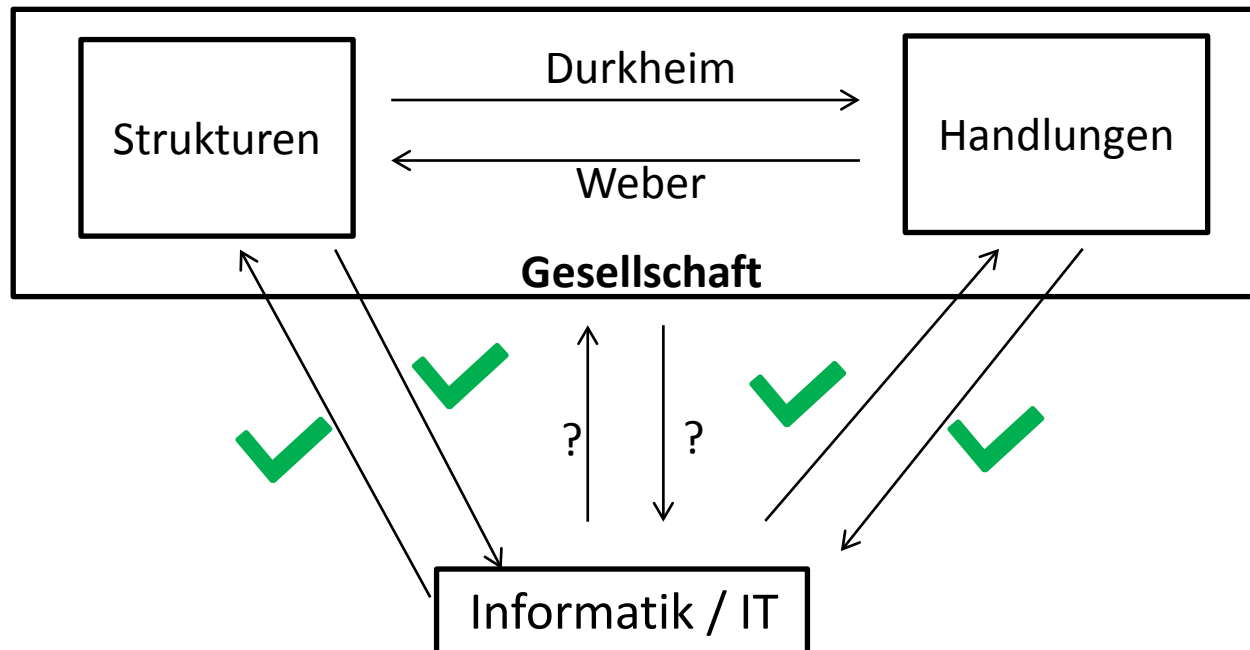 Durkheim
Strukturen
Handlungen
Weber
Gesellschaft
?
?
Informatik / IT